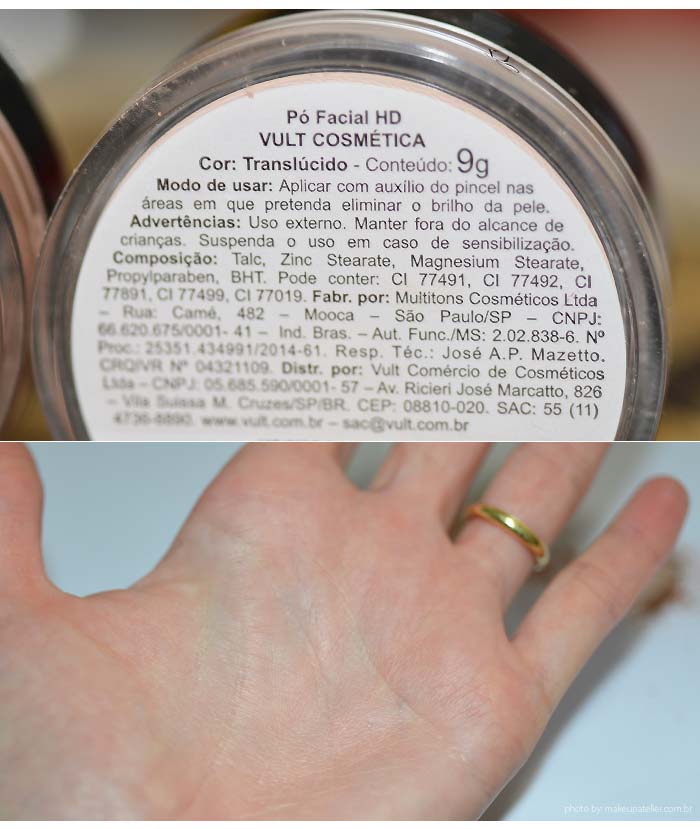 Pó Facial HD
VULT COSMÉTICA
Cor: Translúcido - Conteúdo: 9g
Modo de usar: Aplicar com auxílio do pincel nas
áreas em que pretenda eliminar o brilho da pele.
Advertências: Uso externo. Manter fora do alcance de
crianças. Suspenda o uso em caso de sensibilização.
Composição: Talc, Zinc Stearate, Magnesium Stearate,
Propylparaben, BHT. Pode conter: CI 77491, CI 77492, CI
77891, CI 77499, CI 77019. Fabr. por: Multitons Cosméticos Ltda
– Rua: Camé, 482 – Mooca – São Paulo/SP – CNPJ:
66.620.675/0001- 41 – Ind. Bras. – Aut. Func./MS: 2.02.838-6. Nº
Proc.: 25351.434991/2014-61. Resp. Téc.: José A.P. Mazetto.
CRQIVR Nº 04321109. Distr. por: Vult Comércio de Cosméticos
Ltda – CNPJ: 05.685.590/0001- 57 – Av. Ricieri José Marcatto, 826
– Vila Suissa M. Cruzes/SP/BR. CEP: 08810-020. SAC: 55 (11)
4736-8890. www.vult.com.br – sac@vult.com.br
photo by: makeupatelier.com.br